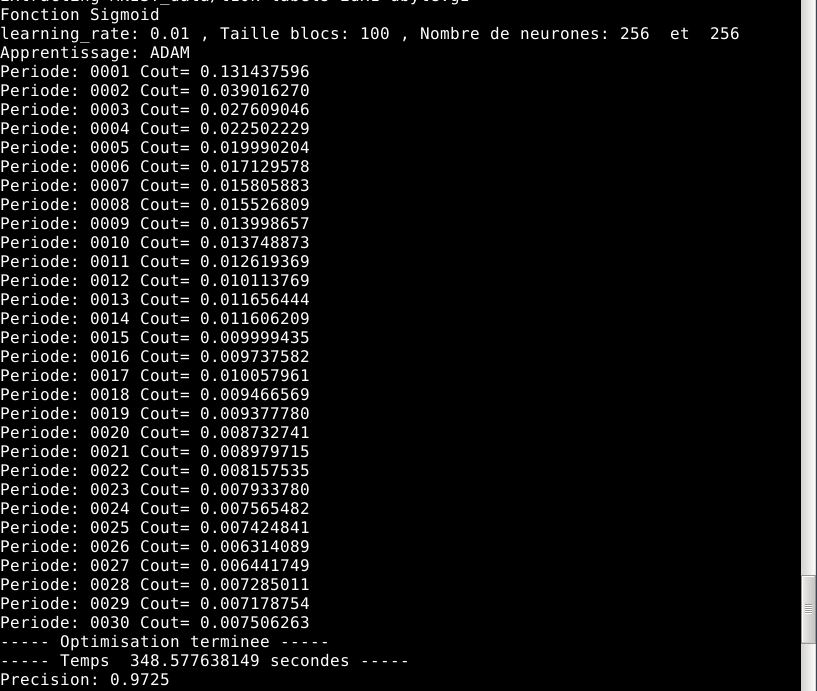 Fonction Sigmoid
learning_rate: 0.01 , Taille blocs: 100 , Nombre de neurones: 256  et  256
Apprentissage: ADAM
Periode: 0001 Cout= 0.131437596
Periode: 0002 Cout= 0.039016270
Periode: 0003 Cout= 0.027609046
Periode: 0004 Cout= 0.022502229
Periode: 0005 Cout= 0.019990204
Periode: 0006 Cout= 0.017129578
Periode: 0007 Cout= 0.015805883
Periode: 0008 Cout= 0.015526809
Periode: 0009 Cout= 0.013998657
Periode: 0010 Cout= 0.013748873
Periode: 0011 Cout= 0.012619369
Periode: 0012 Cout= 0.010113769
Periode: 0013 Cout= 0.011656444
Periode: 0014 Cout= 0.011606209
Periode: 0015 Cout= 0.009999435
Periode: 0016 Cout= 0.009737582
Periode: 0017 Cout= 0.010057961
Periode: 0018 Cout= 0.009466569
Periode: 0019 Cout= 0.009377780
Periode: 0020 Cout= 0.008732741
Periode: 0021 Cout= 0.008979715
Periode: 0022 Cout= 0.008157535
Periode: 0023 Cout= 0.007933780
Periode: 0024 Cout= 0.007565482
Periode: 0025 Cout= 0.007424841
Periode: 0026 Cout= 0.006314089
Periode: 0027 Cout= 0.006441749
Periode: 0028 Cout= 0.007285011
Periode: 0029 Cout= 0.007178754
Periode: 0030 Cout= 0.007506263
----- Optimisation terminee -----
----- Temps  348.577638149 secondes -----
Precision: 0.9725